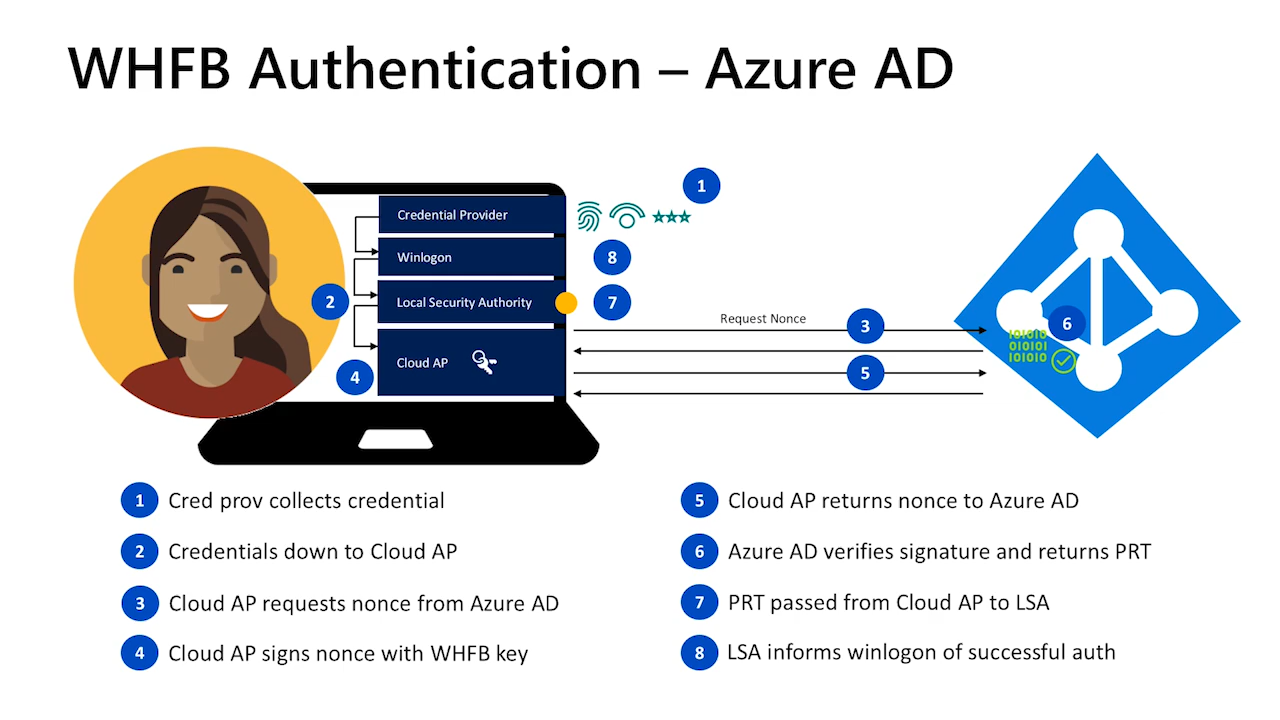 WHFB Authentication – Azure AD
1
Credential Provider
Winlogon
8
2
Local Security Authority
7
Request Nonce
3
6
101010
010101
101010
Cloud AP
4
5
1 Cred prov collects credential
2 Credentials down to Cloud AP
3 Cloud AP requests nonce from Azure AD
4 Cloud AP signs nonce with WHFB key
5 Cloud AP returns nonce to Azure AD
6 Azure AD verifies signature and returns PRT
7 PRT passed from Cloud AP to LSA
8 LSA informs winlogon of successful auth